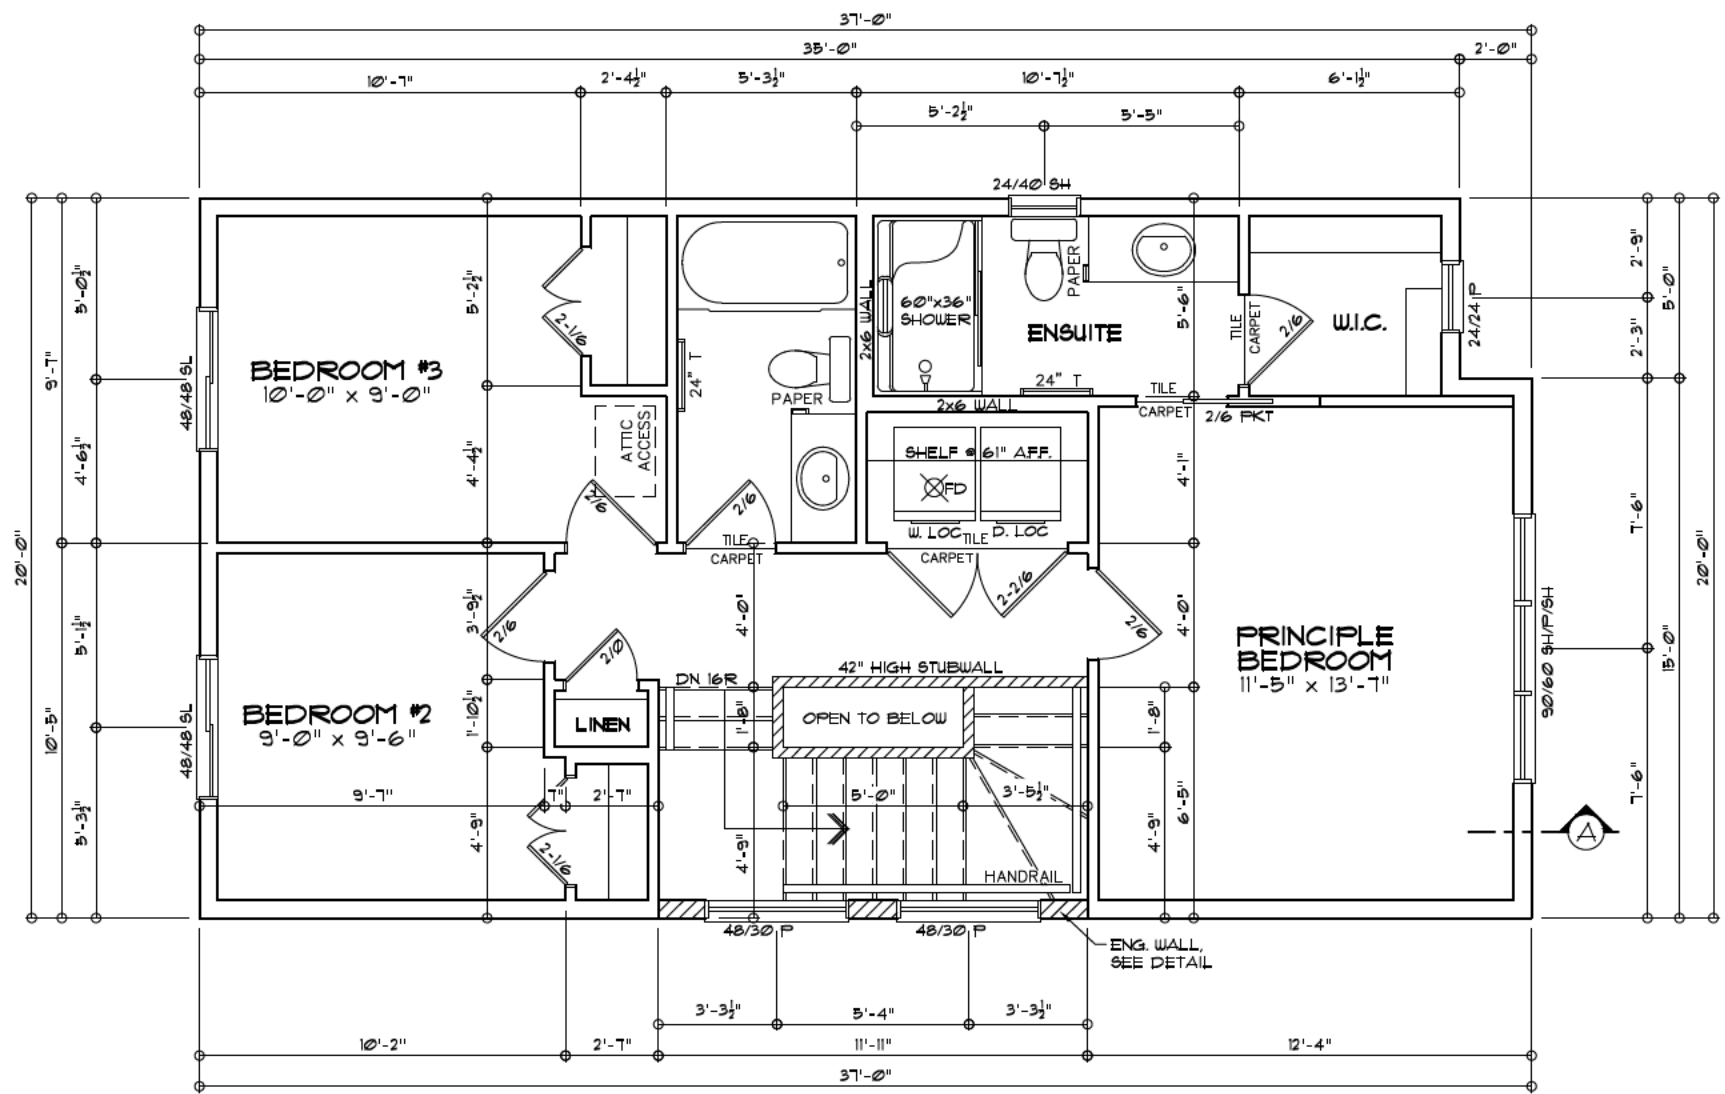 37'-0"
35'-0"
2'-0"
10'-7"
2'-4½"
5'-3½"
10'-7½"
6'-1½"
5'-2½"
5'-5"
24/40 SH
5'-0½"
5'-2½"
2'-9"
5'-0"
PAPER
5'-6"
60"x36"
SHOWER
2x6 WALL
ENSUITE
TILE
CARPET
2/6
W.I.C.
24/24 P
2'-3"
2-1/6
9'-7"
48/48 SL
BEDROOM #3
10'-0" x 9'-0"
24" T
PAPER
24" T
TILE
CARPET
2/6 PKT
2x6 WALL
ATTIC
ACCESS
4'-6½"
4'-4½"
SHELF @ 61" A.F.F.
4'-1"
FD
2/6
2/6
W. LOC
D. LOC
7'-6"
TILE
CARPET
TILE
CARPET
20'-0"
20'-0"
5'-1½"
3'-9½"
2/6
2/0
4'-0"
2-2/6
2/6
4'-0"
PRINCIPLE
BEDROOM
11'-5" x 13'-7"
90/60 SH/P/SH
15'-0"
42" HIGH STUBWALL
DN 16R
10'-5"
48/48 SL
BEDROOM #2
9'-0" x 9'-6"
1'-10½"
LINEN
1'-8"
OPEN TO BELOW
1'-8"
7'-6"
9'-7"
7"
2'-7"
5'-0"
3'-5½"
6'-5"
5'-3½"
4'-9"
2-1/6
4'-9"
4'-9"
A
HANDRAIL
48/30 P
48/30 P
ENG. WALL,
SEE DETAIL
3'-3½"
5'-4"
3'-3½"
10'-2"
2'-7"
11'-11"
12'-4"
37'-0"